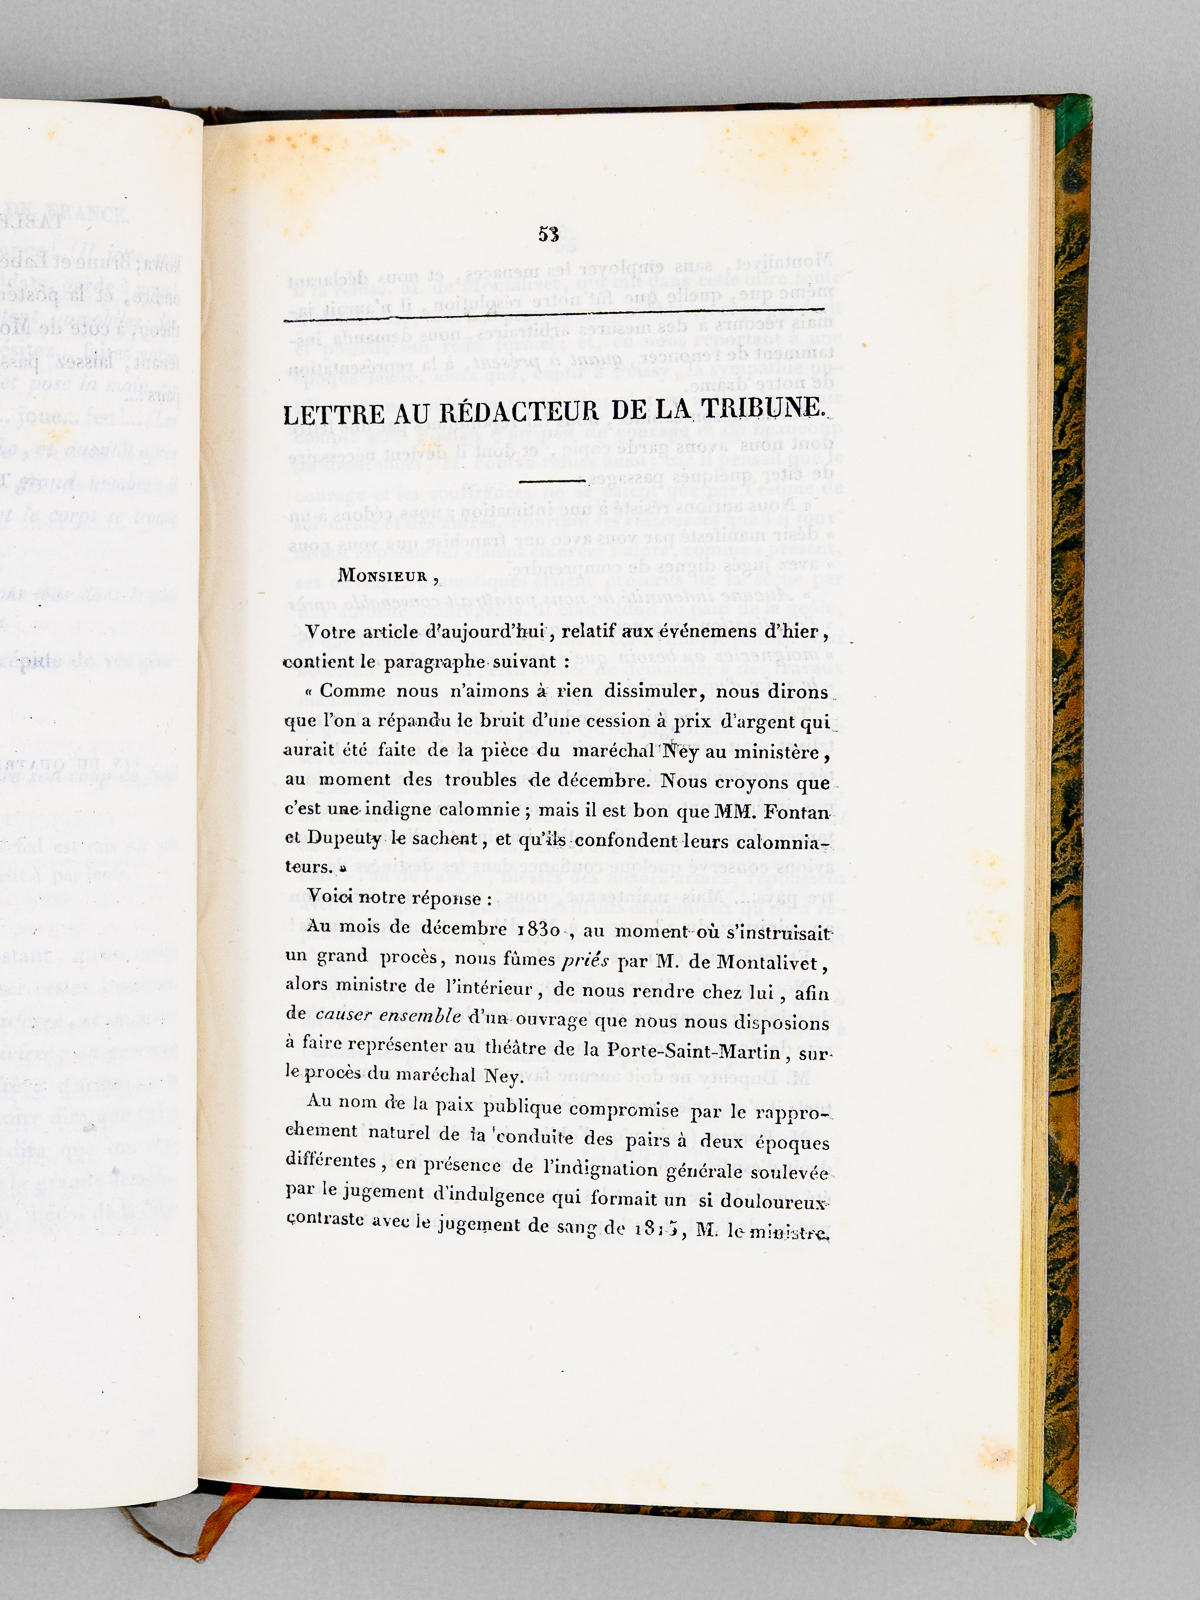 53
LETTRE AU RÉDACTEUR DE LA TRIBUNE.
MONSIEUR,
Votre article d'aujourd'hui, relatif aux événemens d'hier,
contient le paragraphe suivant :
« Comme nous n'aimons à rien dissimuler, nous dirons
que l'on a répandu le bruit d'une cession à prix d'argent qui
aurait été faite de la pièce du maréchal Ney au ministère,
au moment des troubles de décembre. Nous croyons que
c'est une indigne calomnie ; mais il est bon que MM. Fontan
et Dupeuty le sachent, et qu'ils confondent leurs calomnia-
teurs. »
Voici notre réponse :
Au mois de décembre 1830, au moment où s'instruisait
un grand procès, nous fûmes priés par M. de Montalivet,
alors ministre de l'intérieur, de nous rendre chez lui, afin
de causer ensemble d'un ouvrage que nous nous disposions
à faire représenter au théâtre de la Porte-Saint-Martin, sur
le procès du maréchal Ney.
Au nom de la paix publique compromise par le rappro-
chement naturel de la conduite des pairs à deux époques
différentes, en présence de l'indignation générale soulevée
par le jugement d'indulgence qui formait un si douloureux
contraste avec le jugement de sang de 1815, M. le ministre